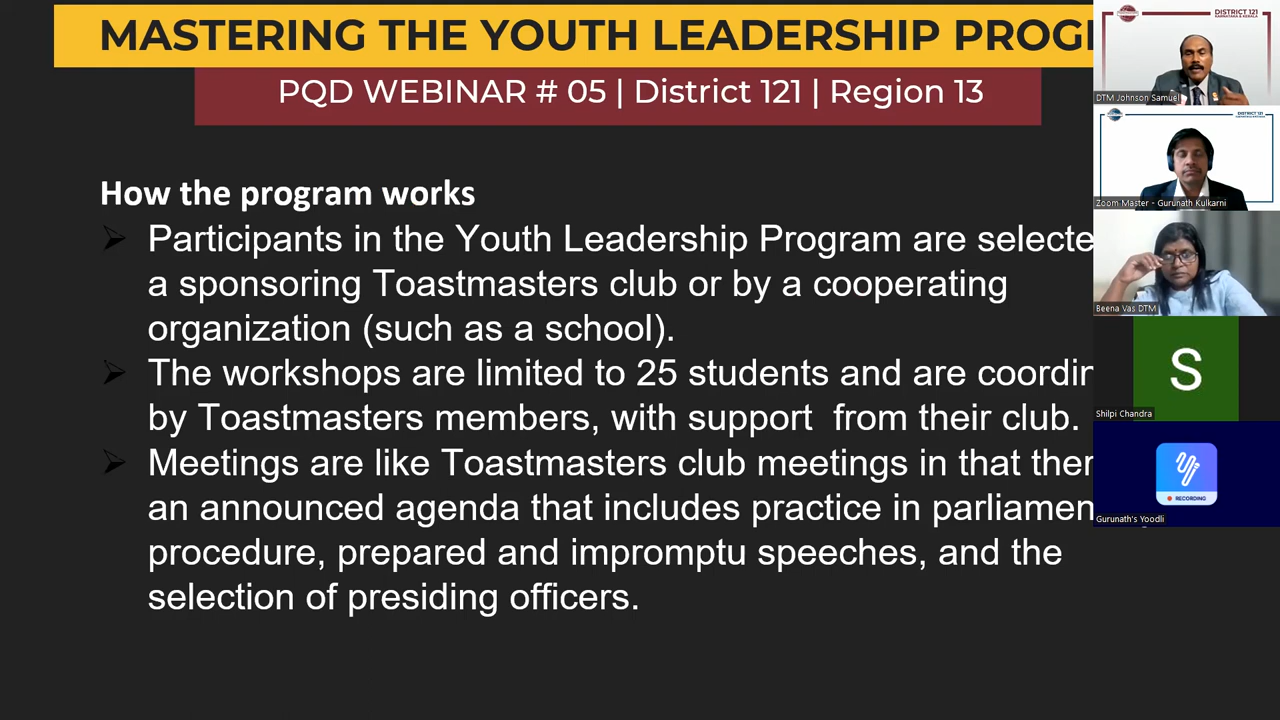 MASTERING THE YOUTH LEADERSHIP PROG
PQD WEBINAR # 05 | District 121 | Region 13
How the program works
➢ Participants in the Youth Leadership Program are selecte
a sponsoring Toastmasters club or by a cooperating
organization (such as a school).
➢ The workshops are limited to 25 students and are coordin
by Toastmasters members, with support  from their club.
➢ Meetings are like Toastmasters club meetings in that ther
an announced agenda that includes practice in parliamen
procedure, prepared and impromptu speeches, and the
selection of presiding officers.
DISTRICT 121
KARNATAKA & KERALA
DTM Johnson Samuel
DISTRICT 121
Zoom Master - Gurunath Kulkarni
Beena Vas DTM
S
Shilpi Chandra
RECORDING
Gurunath's Yoodli